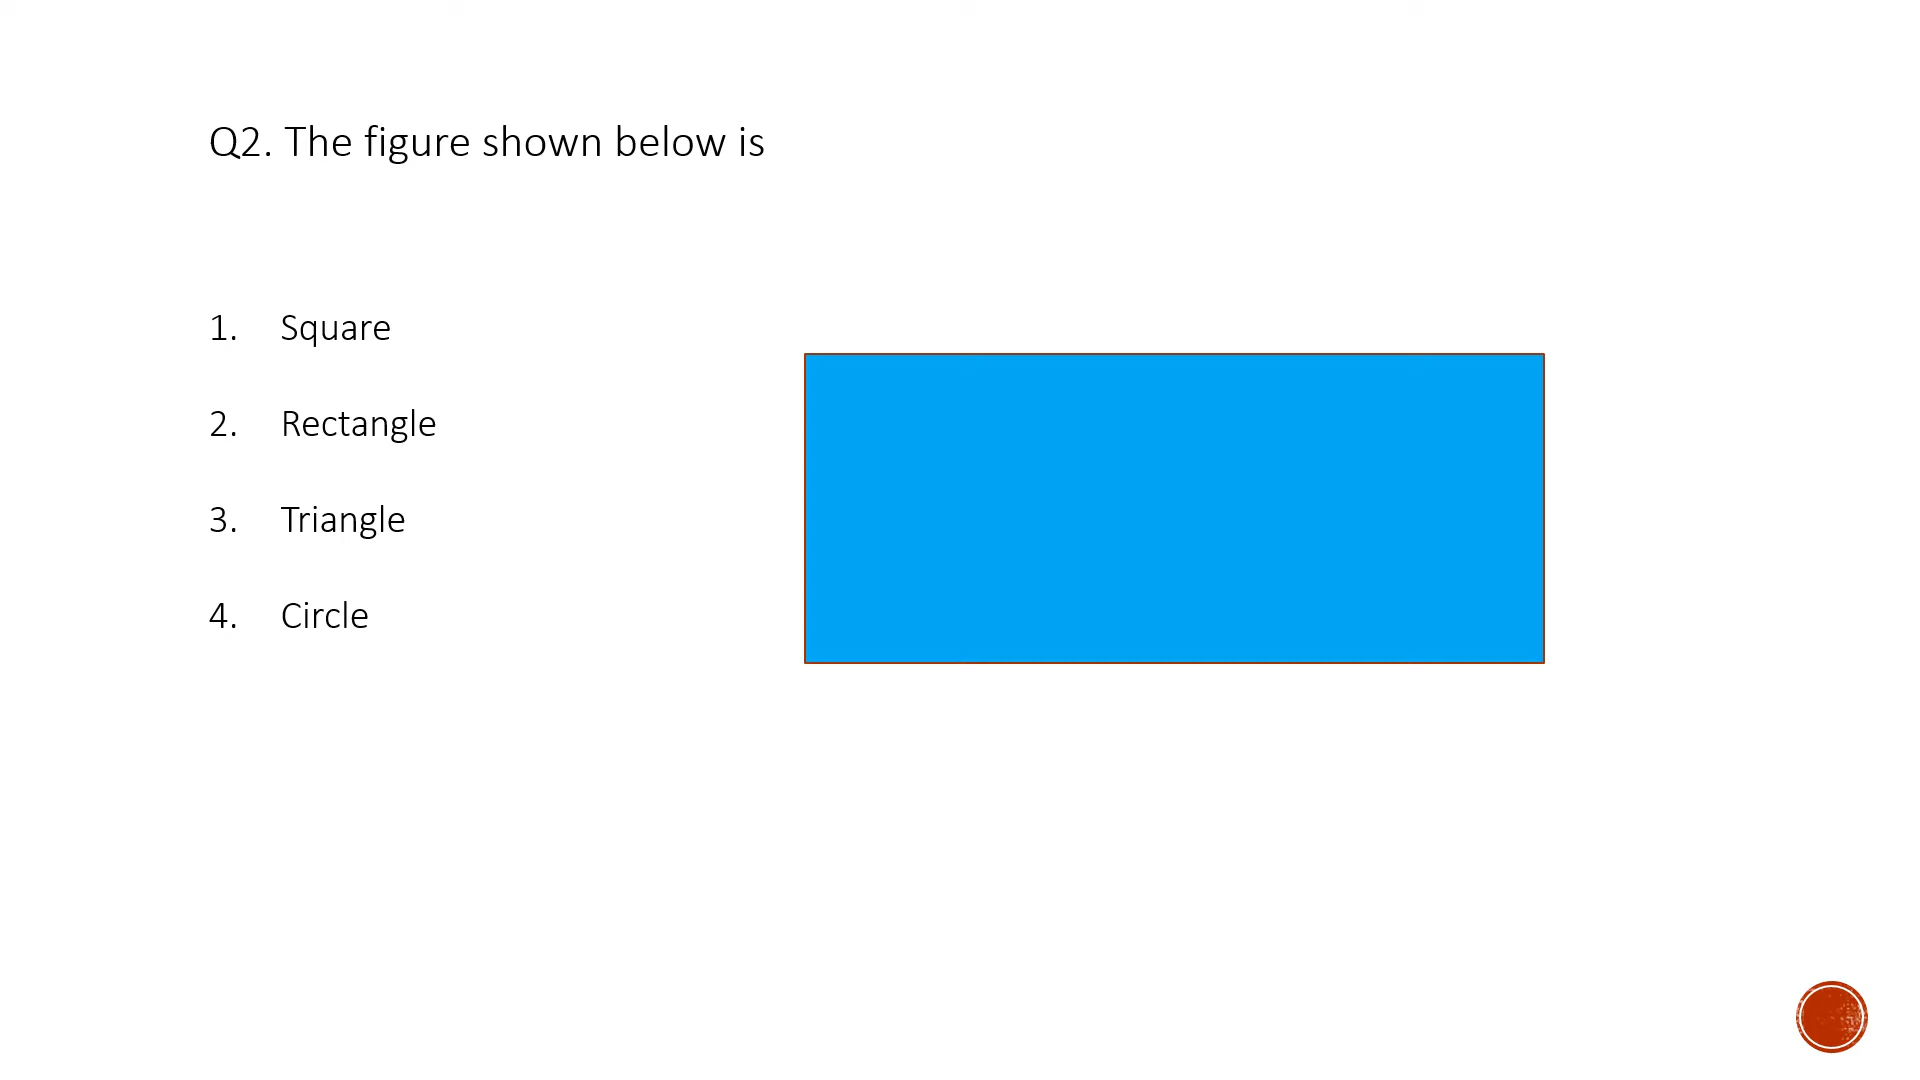 Q2. The figure shown below is
1. Square
2. Rectangle
3. Triangle
4. Circle